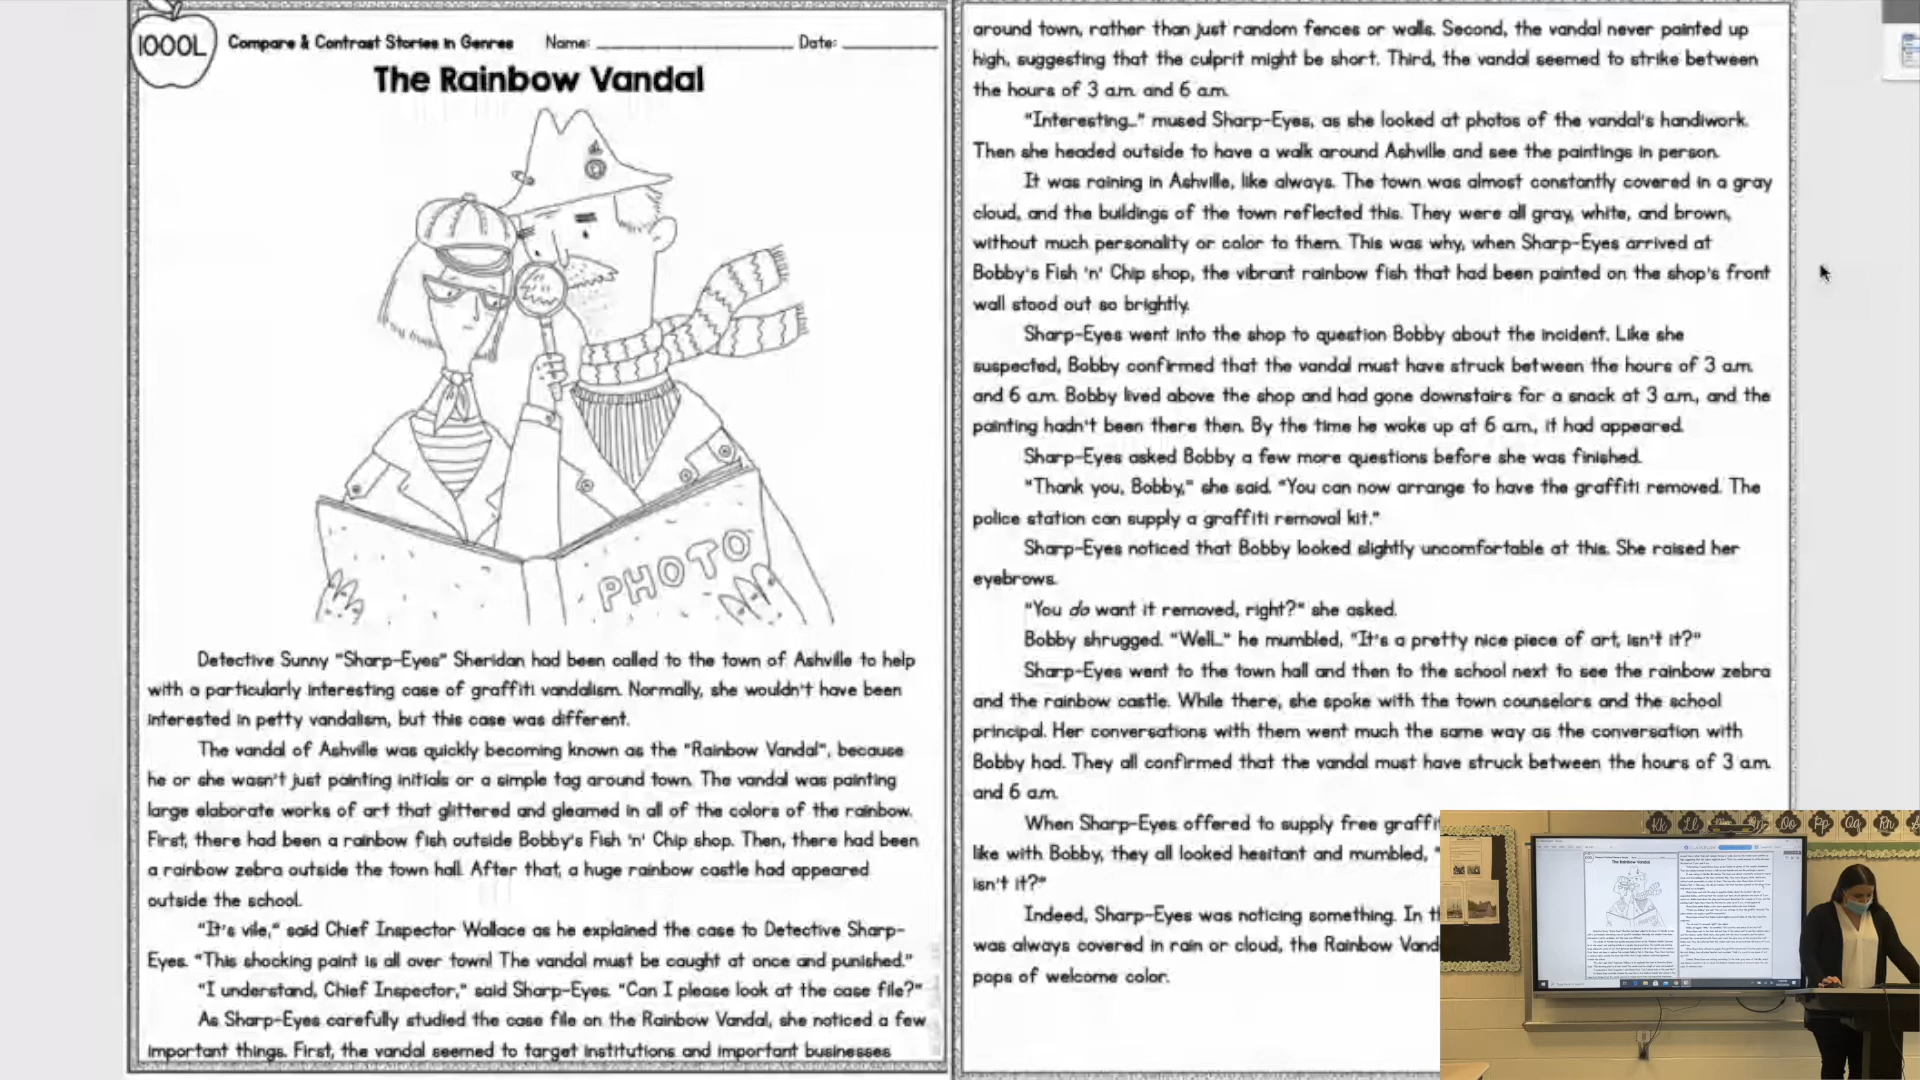 1000L
Compare & Contrast Stories in Genres Name: Date:
The Rainbow Vandal
PHOTO
Detective Sunny "Sharp-Eyes" Sheridan had been called to the town of Ashville to help
with a particularly interesting case of graffiti vandalism. Normally, she wouldn't have been
interested in petty vandalism, but this case was different.
The vandal of Ashville was quickly becoming known as the "Rainbow Vandal", because
he or she wasn't just painting initials or a simple tag around town. The vandal was painting
large elaborate works of art that glittered and gleamed in all of the colors of the rainbow.
First, there had been a rainbow fish outside Bobby's Fish 'n' Chip shop. Then, there had been
a rainbow zebra outside the town hall. After that, a huge rainbow castle had appeared
outside the school.
"It's vile," said Chief Inspector Wallace as he explained the case to Detective Sharp-
Eyes. "This shocking paint is all over town! The vandal must be caught at once and punished."
"I understand, Chief Inspector," said Sharp-Eyes. "Can I please look at the case file?"
As Sharp-Eyes carefully studied the case file on the Rainbow Vandal, she noticed a few
important things. First, the vandal seemed to target institutions and important businesses
around town, rather than just random fences or walls. Second, the vandal never painted up
high, suggesting that the culprit might be short. Third, the vandal seemed to strike between
the hours of 3 a.m. and 6 a.m.
"Interesting..." mused Sharp-Eyes, as she looked at photos of the vandal's handiwork.
Then she headed outside to have a walk around Ashville and see the paintings in person.
It was raining in Ashville, like always. The town was almost constantly covered in a gray
cloud, and the buildings of the town reflected this. They were all gray, white, and brown,
without much personality or color to them. This was why, when Sharp-Eyes arrived at
Bobby's Fish 'n' Chip shop, the vibrant rainbow fish that had been painted on the shop's front
wall stood out so brightly.
Sharp-Eyes went into the shop to question Bobby about the incident. Like she
suspected, Bobby confirmed that the vandal must have struck between the hours of 3 a.m.
and 6 a.m. Bobby lived above the shop and had gone downstairs for a snack at 3 a.m., and the
painting hadn't been there then. By the time he woke up at 6 a.m., it had appeared.
Sharp-Eyes asked Bobby a few more questions before she was finished.
"Thank you, Bobby," she said. "You can now arrange to have the graffiti removed. The
police station can supply a graffiti removal kit."
Sharp-Eyes noticed that Bobby looked slightly uncomfortable at this. She raised her
eyebrows.
"You do want it removed, right?" she asked.
Bobby shrugged. "Well..." he mumbled, "It's a pretty nice piece of art, isn't it?"
Sharp-Eyes went to the town hall and then to the school next to see the rainbow zebra
and the rainbow castle. While there, she spoke with the town counselors and the school
principal. Her conversations with them went much the same way as the conversation with
Bobby had. They all confirmed that the vandal must have struck between the hours of 3 a.m.
and 6 a.m.
When Sharp-Eyes offered to supply free graffi
like with Bobby, they all looked hesitant and mumbled, "
isn't it?"
Indeed, Sharp-Eyes was noticing something. In th
was always covered in rain or cloud, the Rainbow Vand
pops of welcome color.
Kk Ll Oo Pp Qq Rr
The Rainbow Vandal